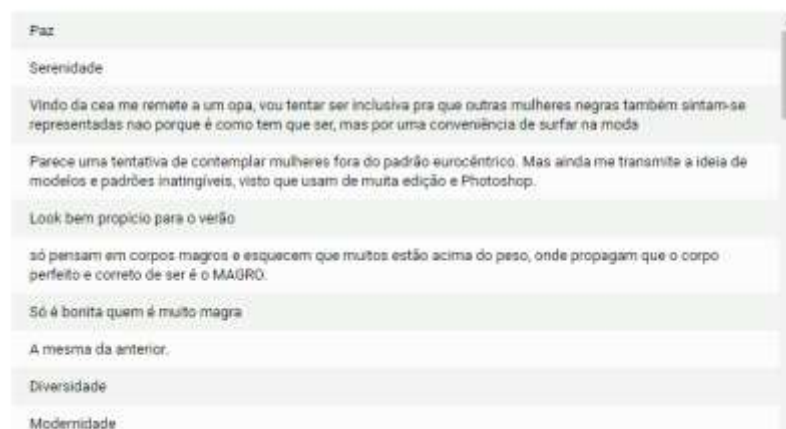 Paz
Serenidade
Vindo da cea me remete a um opa, vou tentar ser inclusiva pra que outras mulheres negras também sintam-se
representadas nao porque é como tem que ser, mas por uma conveniência de surfar na moda
Parece uma tentativa de contemplar mulheres fora do padrão eurocêntrico. Mas ainda me transmite a ideia de
modelos e padrões inatingíveis, visto que usam de muita edição e Photoshop.
Look bem propício para o verão
só pensam em corpos magros e esquecem que muitos estão acima do peso, onde propagam que o corpo
perfeito e correto de ser é o MAGRO.
Só é bonita quem é muito magra
A mesma da anterior.
Diversidade
Modernidade